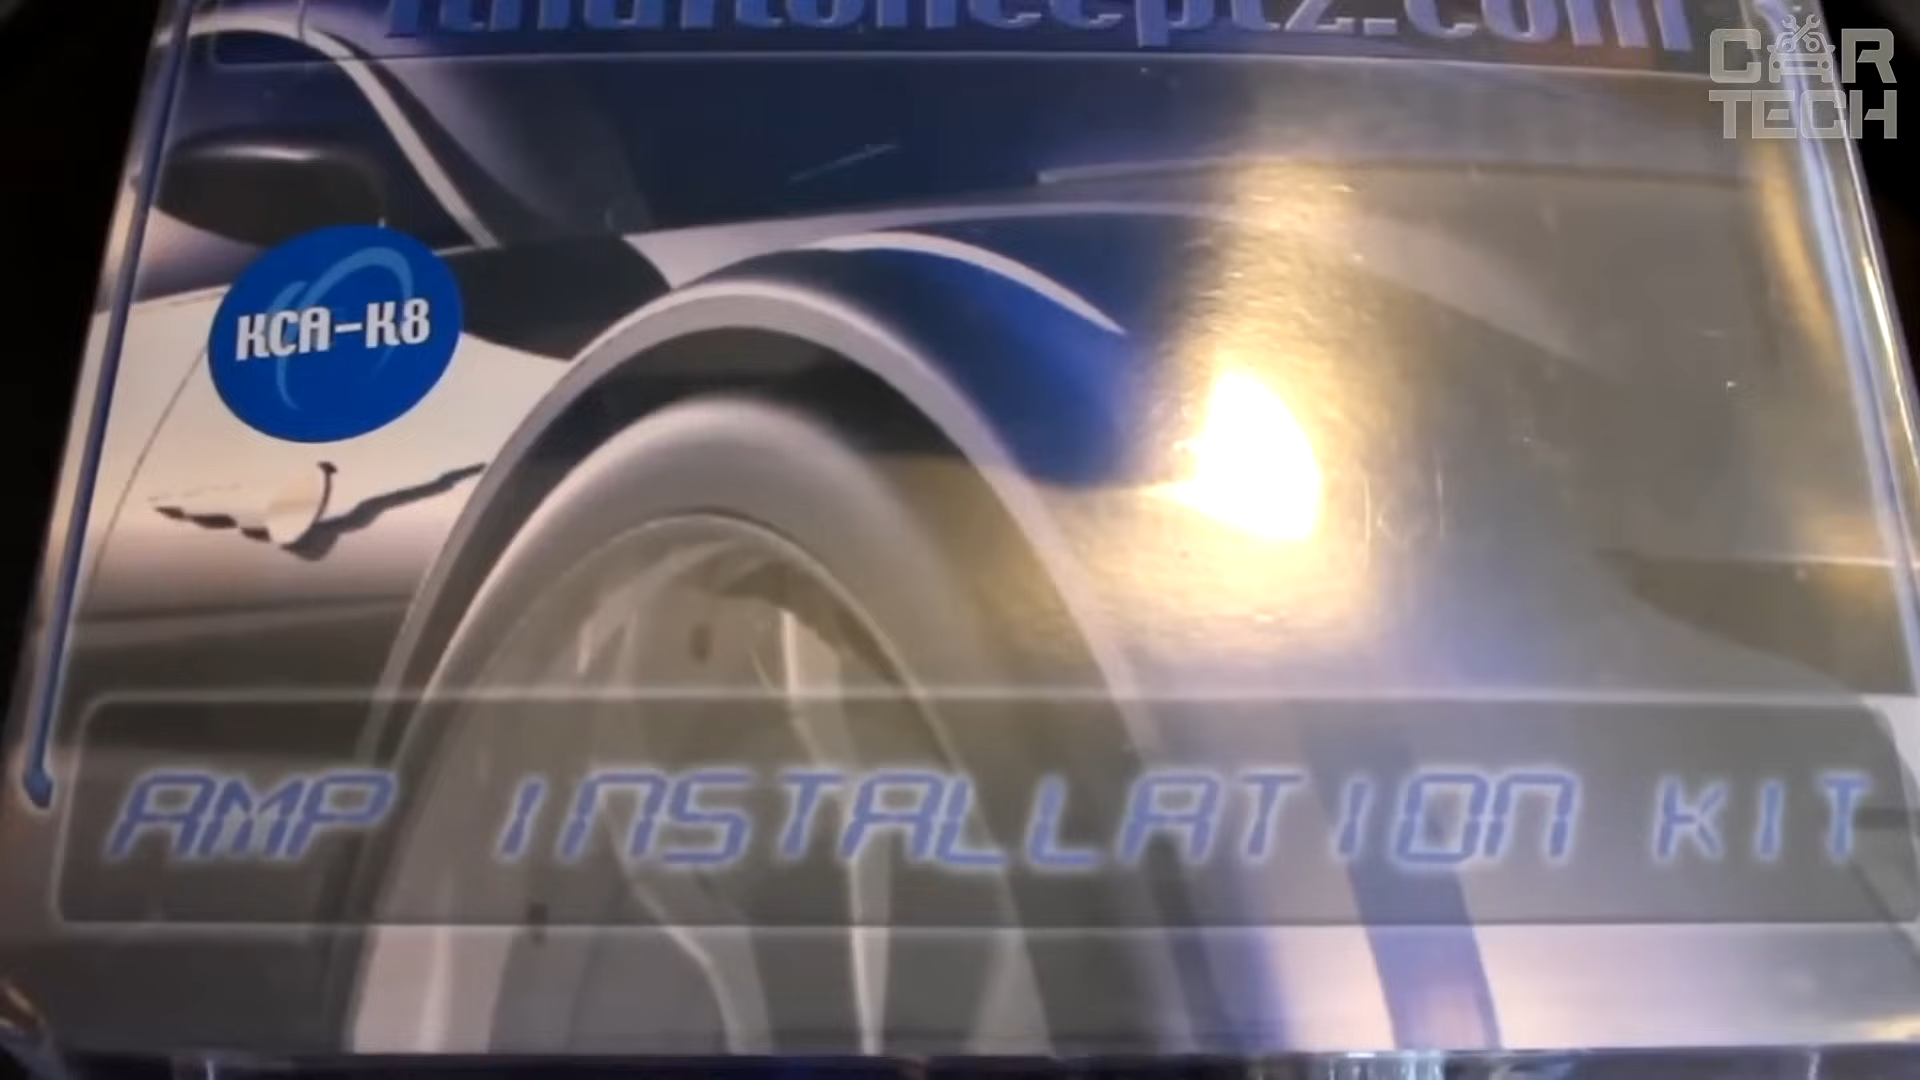 CAR
TECH
KCA-K8
AMP INSTALLATION KIT